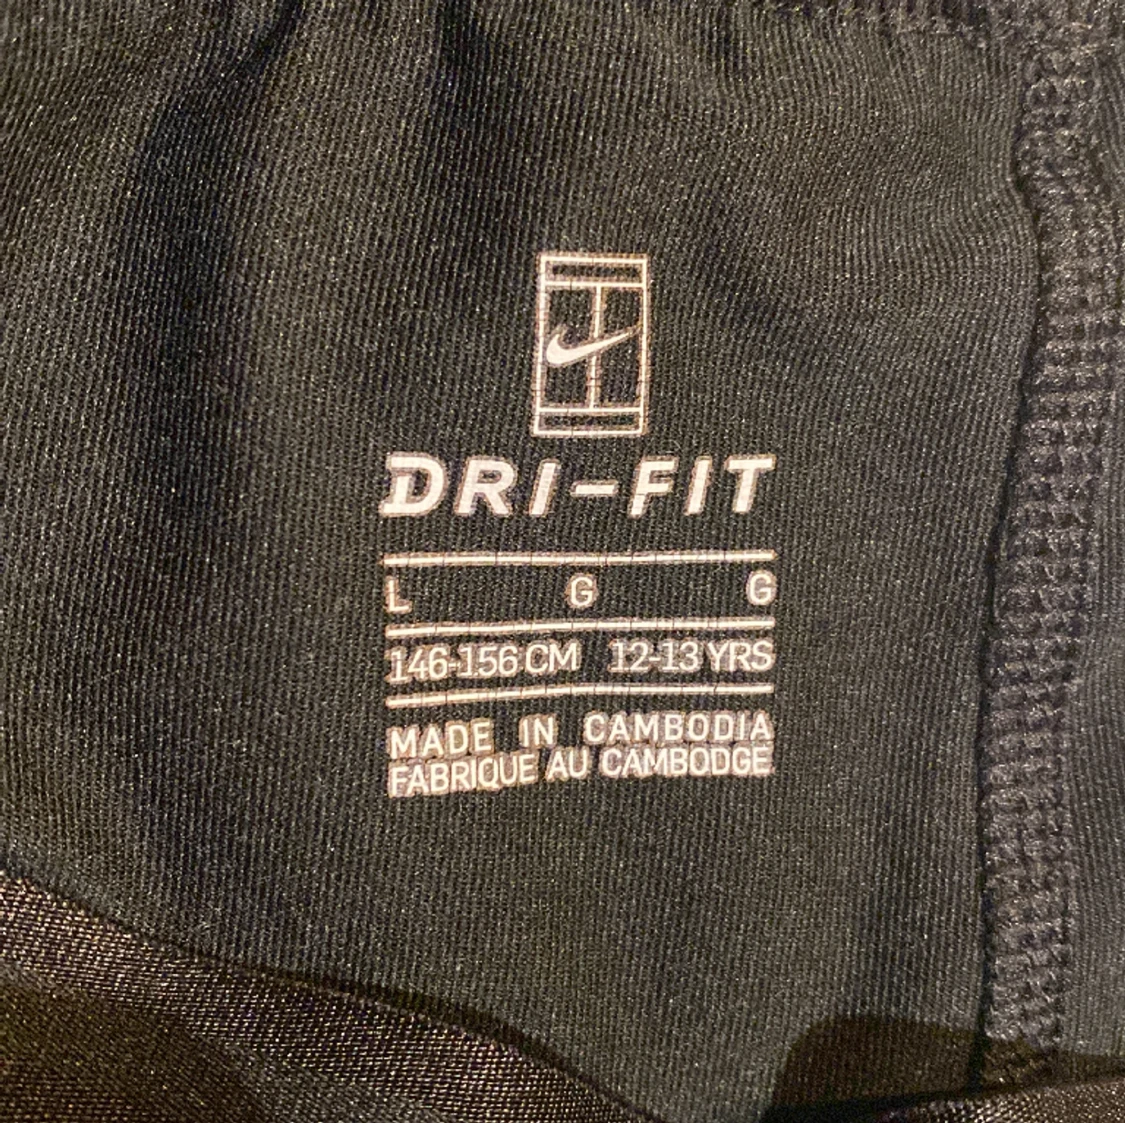 DRI-FIT
L G G
146-156 CM 12-13 YRS
MADE IN CAMBODIA
FABRIQUE AU CAMBODGE